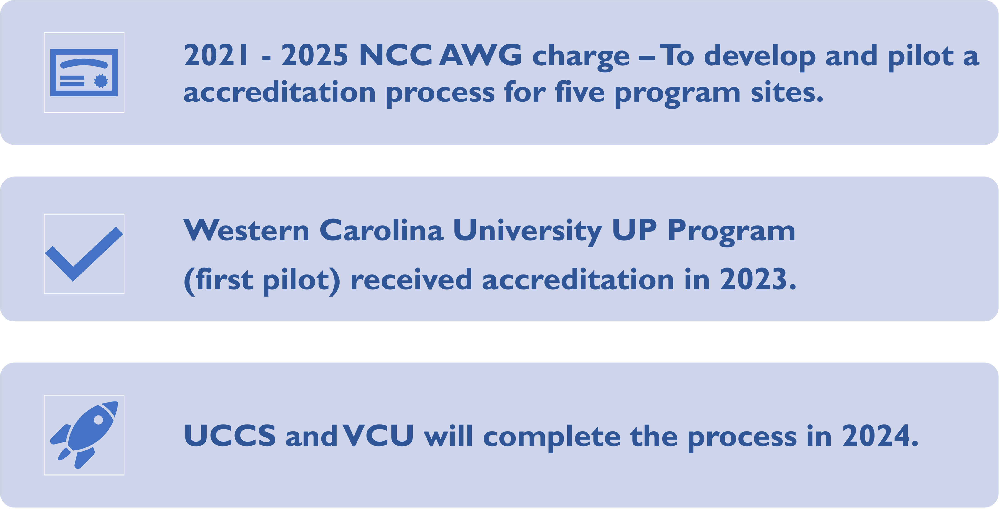 2021 - 2025 NCC AWG charge – To develop and pilot a
accreditation process for five program sites.
Western Carolina University UP Program
(first pilot) received accreditation in 2023.
UCCS and VCU will complete the process in 2024.